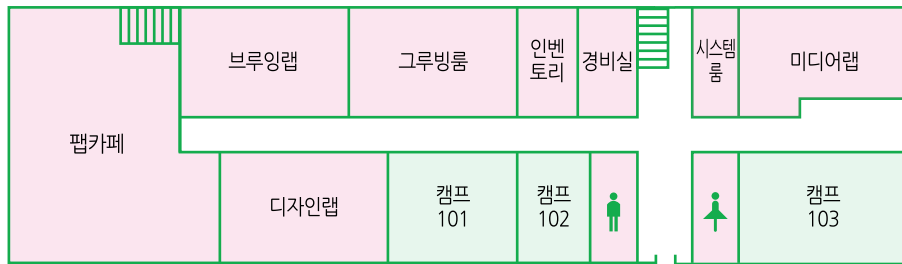 브루잉랩
그루빙룸
인벤
토리
경비실
시스템
룸
미디어랩
팹카페
디자인랩
캠프
101
캠프
102
캠프
103